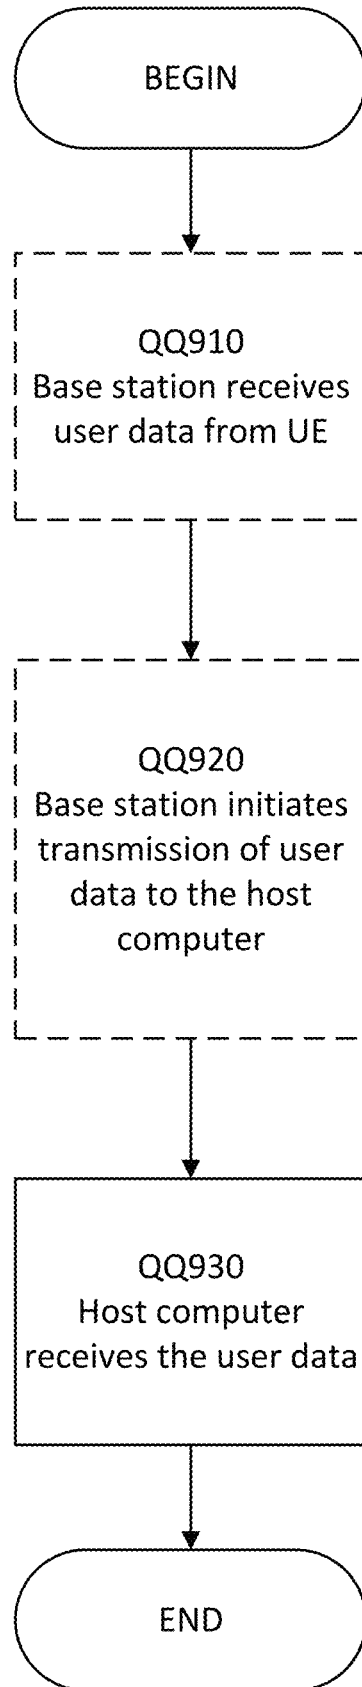 BEGIN
QQ910
Base station receives
user data from UE
QQ920
Base station initiates
transmission of user
data to the host
computer
QQ930
Host computer
receives the user data
END